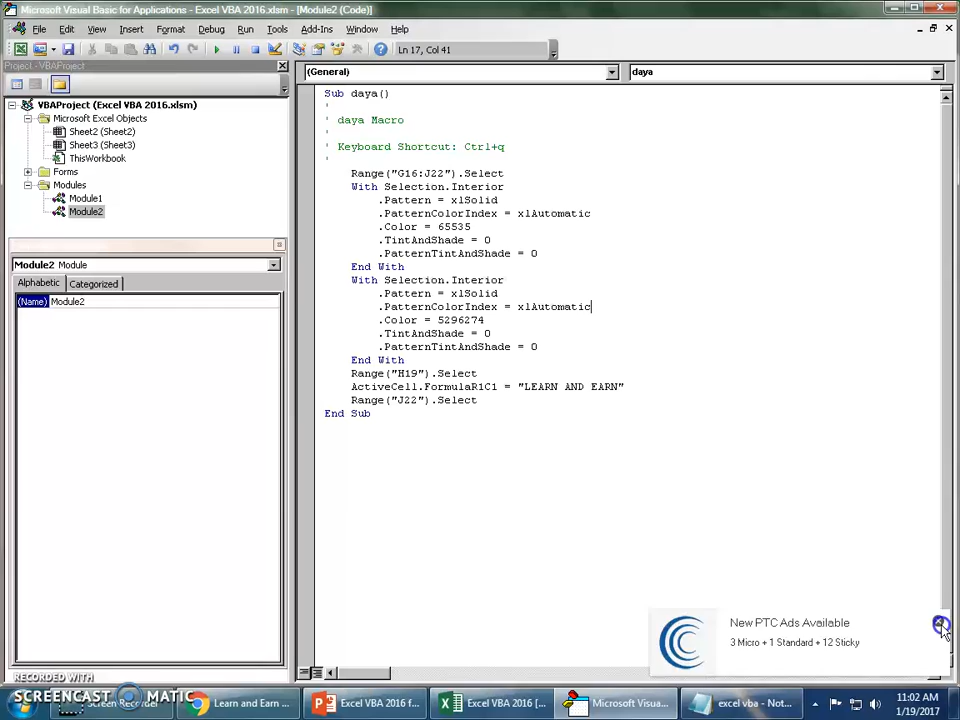 Microsoft Visual Basic for Applications - Excel VBA 2016.xlsm - [Module2 (Code)]
File Edit View Insert Format Debug Run Tools Add-Ins Window Help
Ln 17, Col 41
Project - VBAProject
(General)
daya
VBAProject (Excel VBA 2016.xlsm)
Microsoft Excel Objects
Sheet2 (Sheet2)
Sheet3 (Sheet3)
ThisWorkbook
Forms
Modules
Module1
Module2
Module2 Module
Alphabetic Categorized
(Name) Module2
Sub daya()
'
' daya Macro
'
' Keyboard Shortcut: Ctrl+q
'
Range("G16:J22").Select
With Selection.Interior
.Pattern = xlSolid
.PatternColorIndex = xlAutomatic
.Color = 65535
.TintAndShade = 0
.PatternTintAndShade = 0
End With
With Selection.Interior
.Pattern = xlSolid
.PatternColorIndex = xlAutomatic
.Color = 5296274
.TintAndShade = 0
.PatternTintAndShade = 0
End With
Range("H19").Select
ActiveCell.FormulaR1C1 = "LEARN AND EARN"
Range("J22").Select
End Sub
New PTC Ads Available
3 Micro + 1 Standard + 12 Sticky
RECORDED WITH
SCREENCAST MATIC
Screen Recorder
Learn and Earn ...
Excel VBA 2016 f...
Excel VBA 2016 [...
Microsoft Visua...
excel vba - Not...
11:02 AM
1/19/2017